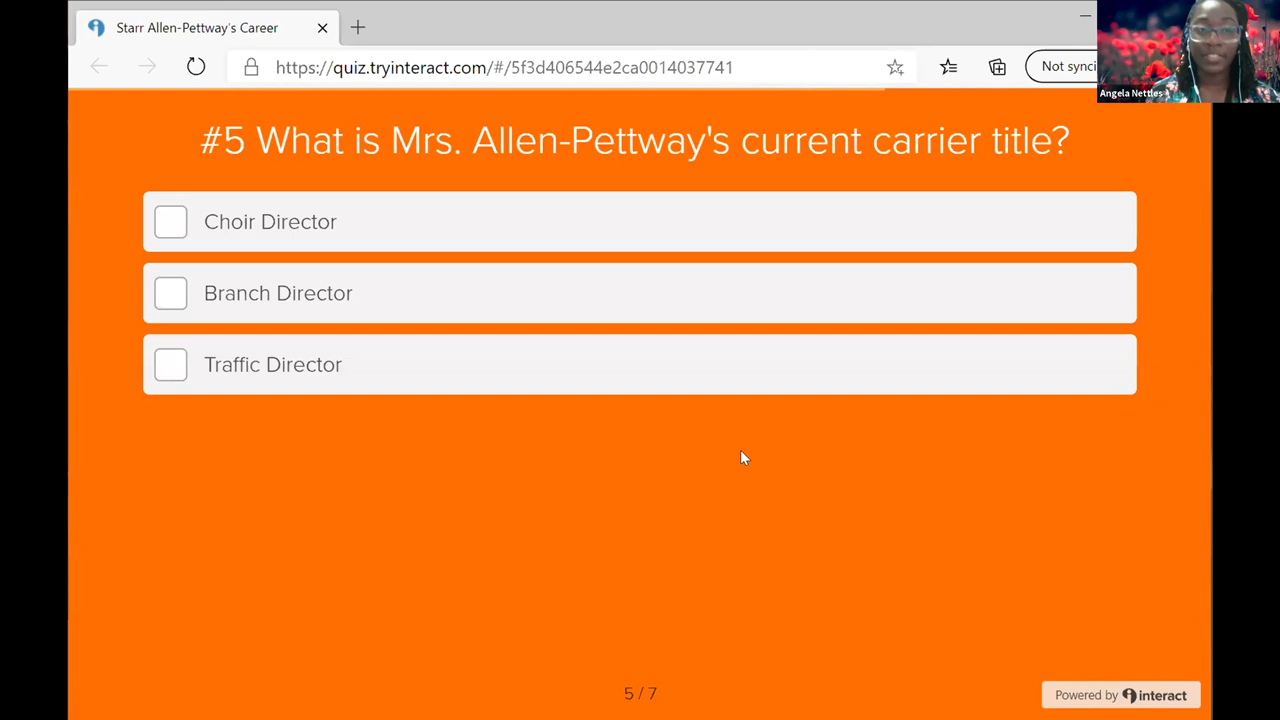 Starr Allen-Pettway's Career
https://quiz.tryinteract.com/#/5f3d406544e2ca0014037741
Not synci
Angela Nettles
#5 What is Mrs. Allen-Pettway's current carrier title?
Choir Director
Branch Director
Traffic Director
5 / 7
Powered by interact